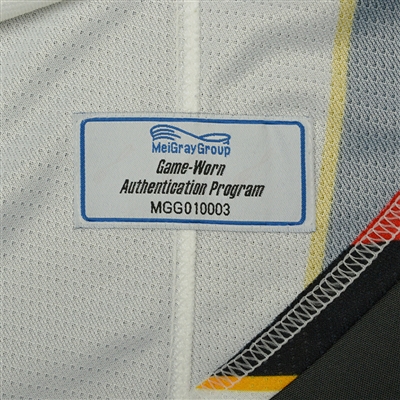 MeiGrayGroup
Game-Worn
Authentication Program
MGG010003